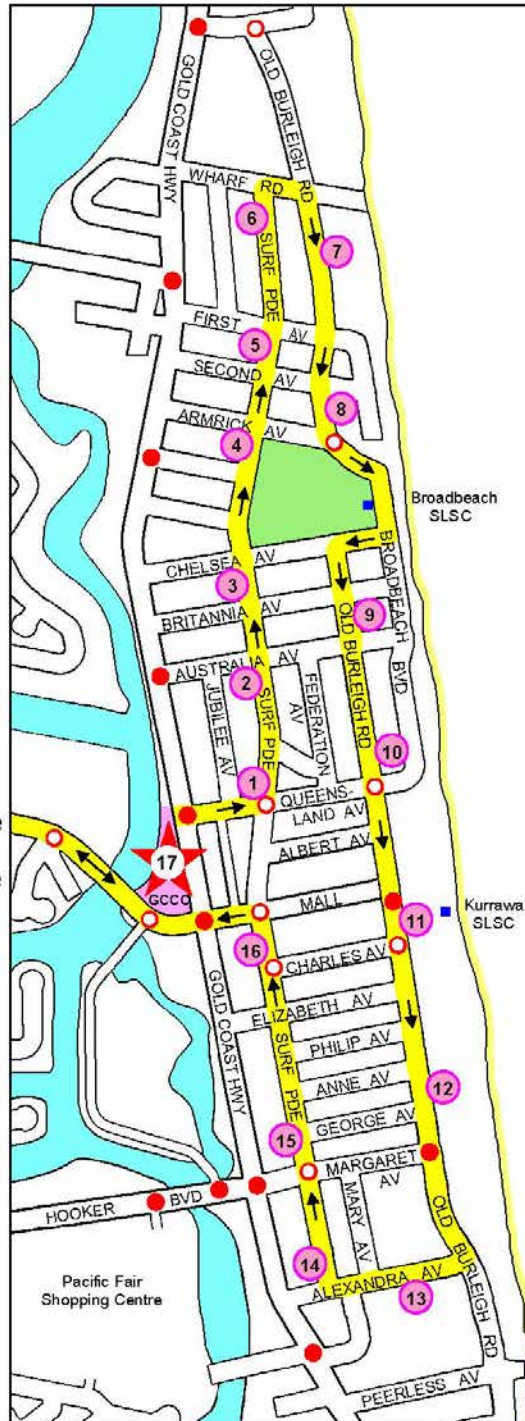 GOLD COAST HWY
OLD BURLEIGH RD
WHARF RD
6
SURF PDE
7
FIRST AV
5
SECOND AV
8
ARMRICK AV
4
Broadbeach
SLSC
CHELSEA AV
3
BRITANNIA AV
9
OLD BURLEIGH RD
BROADBEACH BVD
AUSTRALIA AV
2
JUBILEE AV
SURF PDE
FEDERATION AV
10
1
QUEENS-
LAND AV
ALBERT AV
17
GCCC
MALL
11
Kurrawa
SLSC
16
CHARLES AV
GOLD COAST HWY
ELIZABETH AV
SURF PDE
PHILIP AV
ANNE AV
12
GEORGE AV
15
MARGARET AV
HOOKER BVD
MARY AV
OLD BURLEIGH RD
14
Pacific Fair
Shopping Centre
ALEXANDRA AV
13
PEERLESS AV